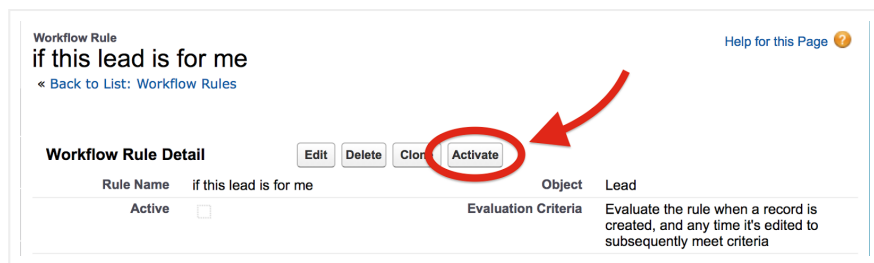 Workflow Rule
if this lead is for me
Help for this Page ?
« Back to List: Workflow Rules
Workflow Rule Detail
Edit Delete Clone Activate
Rule Name if this lead is for me Object Lead
Active Evaluation Criteria Evaluate the rule when a record is
created, and any time it's edited to
subsequently meet criteria